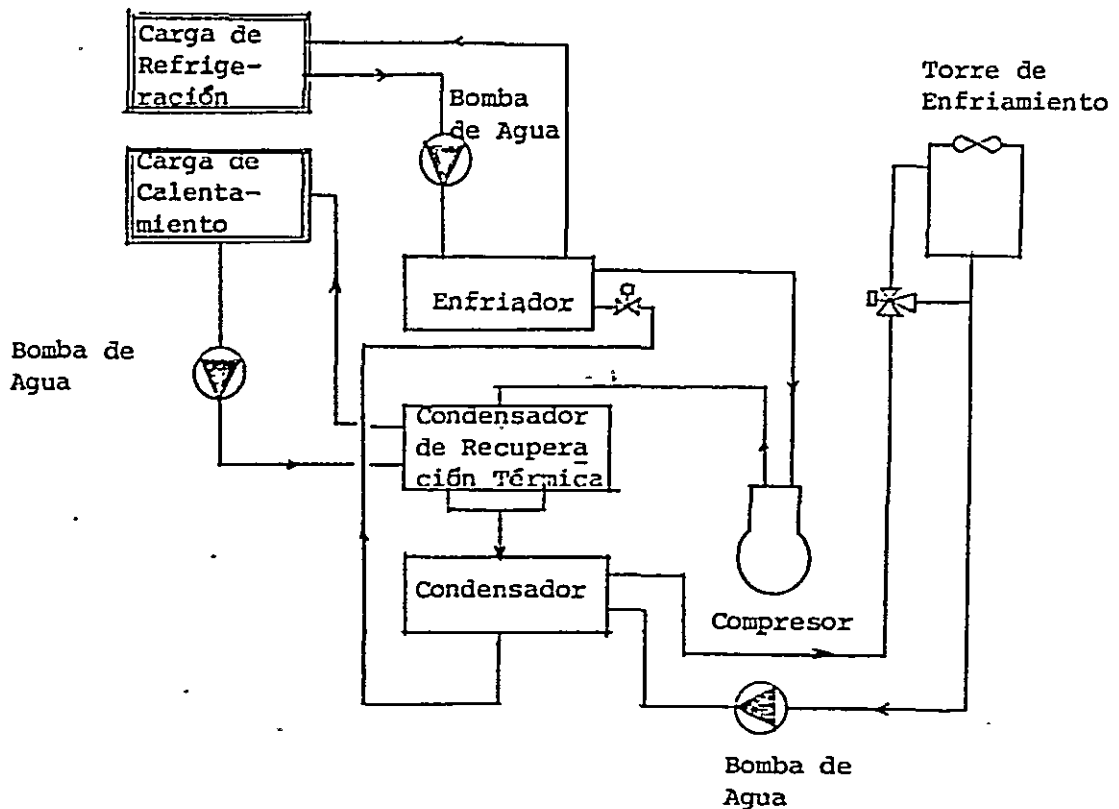 Carga de
Refrige-
ración
Bomba
de Agua
Torre de
Enfriamiento
Carga de
Calenta-
miento
Enfriador
Bomba de
Agua
Condensador
de Recupera
ción Térmica
Condensador
Compresor
Bomba de
Agua